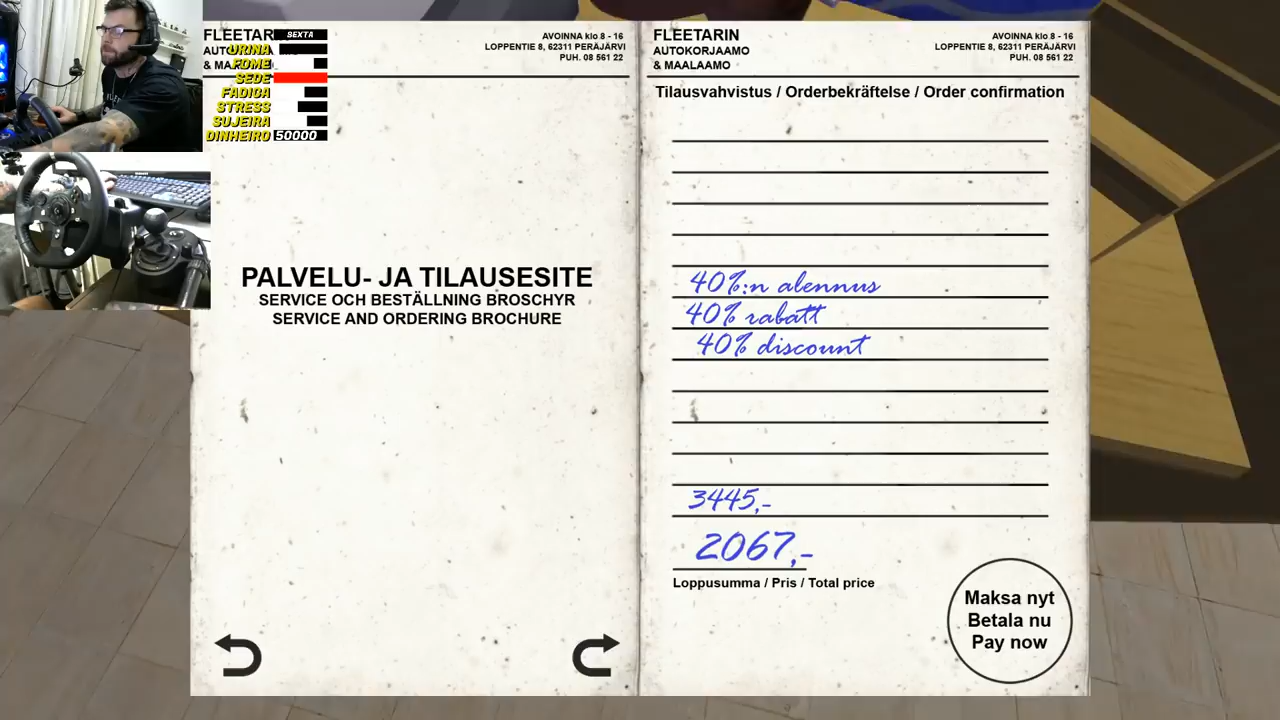 FLEETARIN
AUTOKORJAAMO
& MAALAAMO
AVOINNA klo 8 - 16
LOPPENTIE 8, 62311 PERÄJÄRVI
PUH. 08 561 22
SEXTA
URINA
FOME
SEDE
FADIGA
STRESS
SUJEIRA
DINHEIRO 50000
PALVELU- JA TILAUSESITE
SERVICE OCH BESTÄLLNING BROSCHYR
SERVICE AND ORDERING BROCHURE
FLEETARIN
AUTOKORJAAMO
& MAALAAMO
AVOINNA klo 8 - 16
LOPPENTIE 8, 62311 PERÄJÄRVI
PUH. 08 561 22
Tilausvahvistus / Orderbekräftelse / Order confirmation
40%:n alennus
40% rabatt
40% discount
3445,-
2067,-
Loppusumma / Pris / Total price
Maksa nyt
Betala nu
Pay now